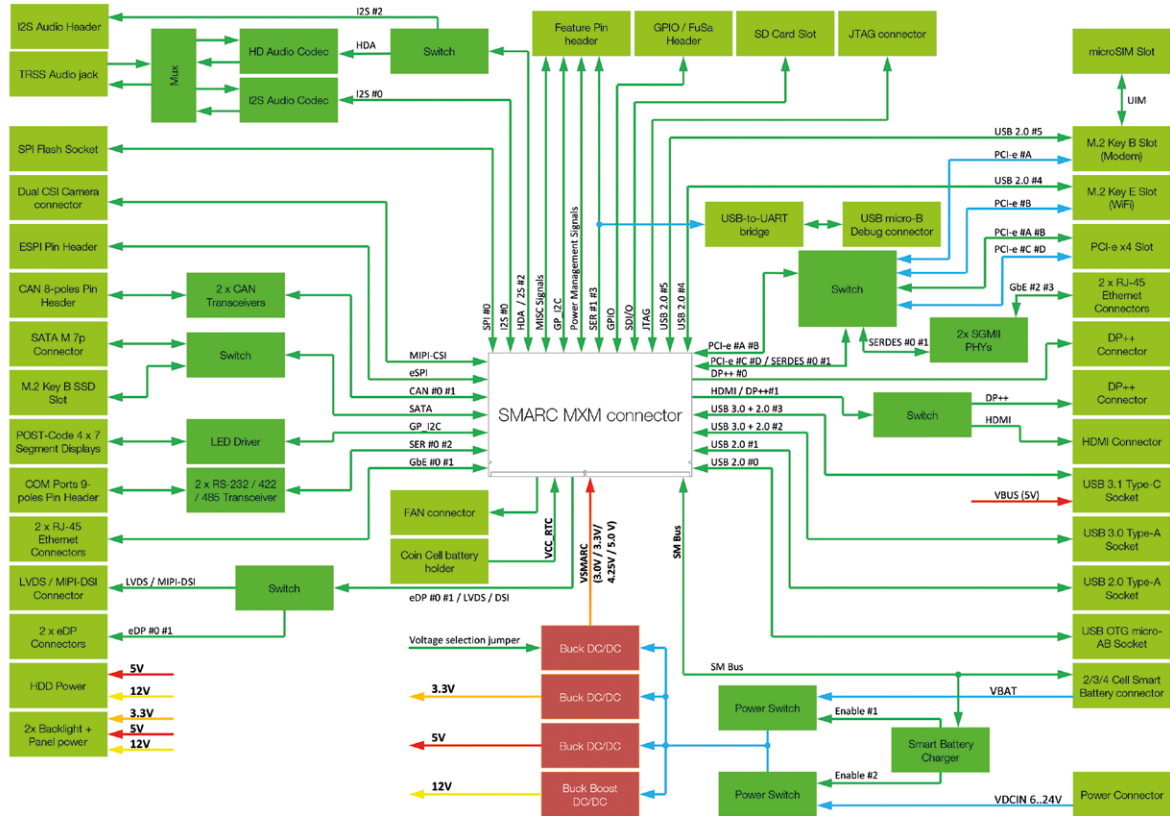 I2S Audio Header
TRSS Audio jack
Mux
HD Audio Codec
I2S Audio Codec
I2S #2
HDA
I2S #0
Switch
Feature Pin
header
GPIO / FuSa
Header
SD Card Slot
JTAG connector
microSIM Slot
UIM
SPI Flash Socket
Dual CSI Camera
connector
ESPI Pin Header
CAN 8-poles Pin
Header
2 x CAN
Transceivers
SATA M 7p
Connector
Switch
M.2 Key B SSD
Slot
POST-Code 4 x 7
Segment Displays
LED Driver
COM Ports 9-
poles Pin Header
2 x RS-232 / 422
/ 485 Transceiver
2 x RJ-45
Ethernet
Connectors
LVDS / MIPI-DSI
Connector
LVDS / MIPI-DSI
Switch
2 x eDP
Connectors
eDP #0 #1
HDD Power
5V
12V
2x Backlight +
Panel power
3.3V
5V
12V
SPI #0
I2S #0
HDA / 2S #2
MISC Signals
GP_I2C
Power Management Signals
SER #1 #3
GPIO
SDI/O
JTAG
USB 2.0 #5
USB 2.0 #4
MIPI-CSI
eSPI
CAN #0 #1
SATA
GP_I2C
SER #0 #2
GbE #0 #1
SMARC MXM connector
PCI-e #A #B
PCI-e #C #D / SERDES #0 #1
DP++ #0
HDMI / DP++#1
USB 3.0 + 2.0 #3
USB 3.0 + 2.0 #2
USB 2.0 #1
USB 2.0 #0
USB-to-UART
bridge
USB micro-B
Debug connector
Switch
SERDES #0 #1
2x SGMII
PHYs
GbE #2 #3
USB 2.0 #5
PCI-e #A
USB 2.0 #4
PCI-e #B
PCI-e #A #B
PCI-e #C #D
M.2 Key B Slot
(Modem)
M.2 Key E Slot
(WiFi)
PCI-e x4 Slot
2 x RJ-45
Ethernet
Connectors
DP++
Connector
DP++
Connector
Switch
DP++
HDMI
HDMI Connector
USB 3.1 Type-C
Socket
VBUS (5V)
USB 3.0 Type-A
Socket
USB 2.0 Type-A
Socket
USB OTG micro-
AB Socket
2/3/4 Cell Smart
Battery connector
Power Connector
FAN connector
Coin Cell battery
holder
VCC_RTC
VSMARC
(3.0V / 3.3V/
4.25V / 5.0 V)
SM Bus
eDP #0 #1 / LVDS / DSI
Voltage selection jumper
Buck DC/DC
3.3V
Buck DC/DC
5V
Buck DC/DC
12V
Buck Boost
DC/DC
SM Bus
VBAT
Power Switch
Enable #1
Smart Battery
Charger
Enable #2
Power Switch
VDCIN 6..24V